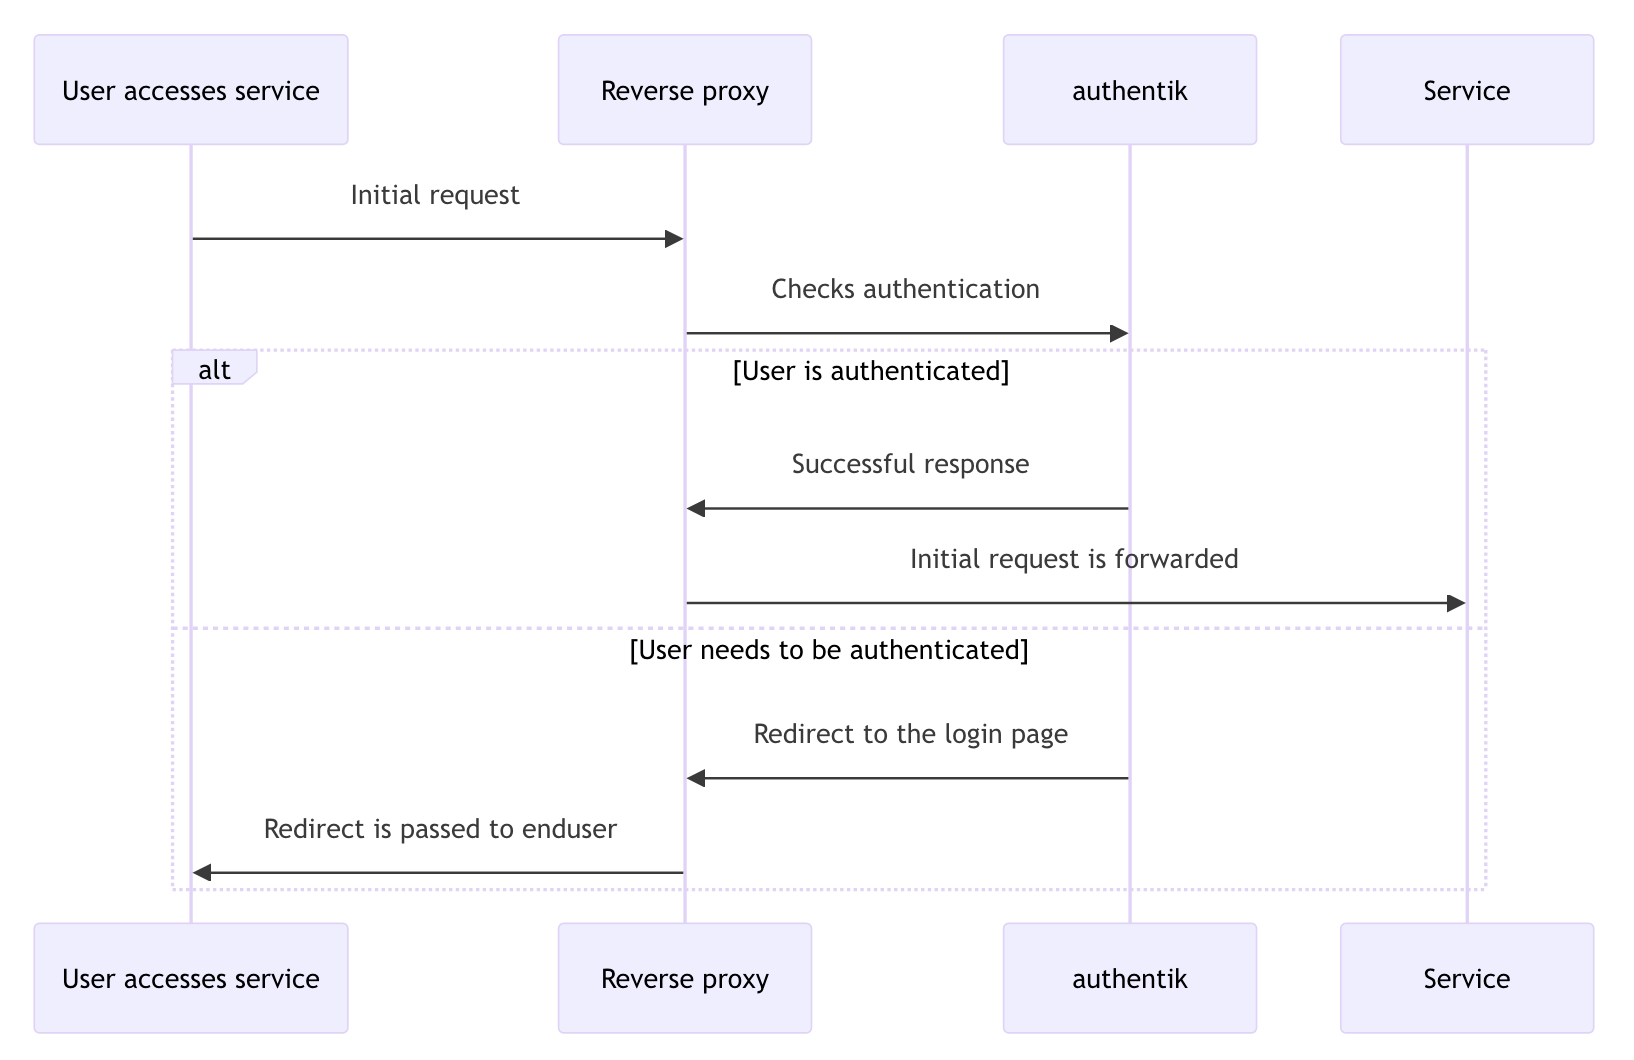 User accesses service
Reverse proxy
authentik
Service
Initial request
Checks authentication
alt
[User is authenticated]
Successful response
Initial request is forwarded
[User needs to be authenticated]
Redirect to the login page
Redirect is passed to enduser
User accesses service
Reverse proxy
authentik
Service